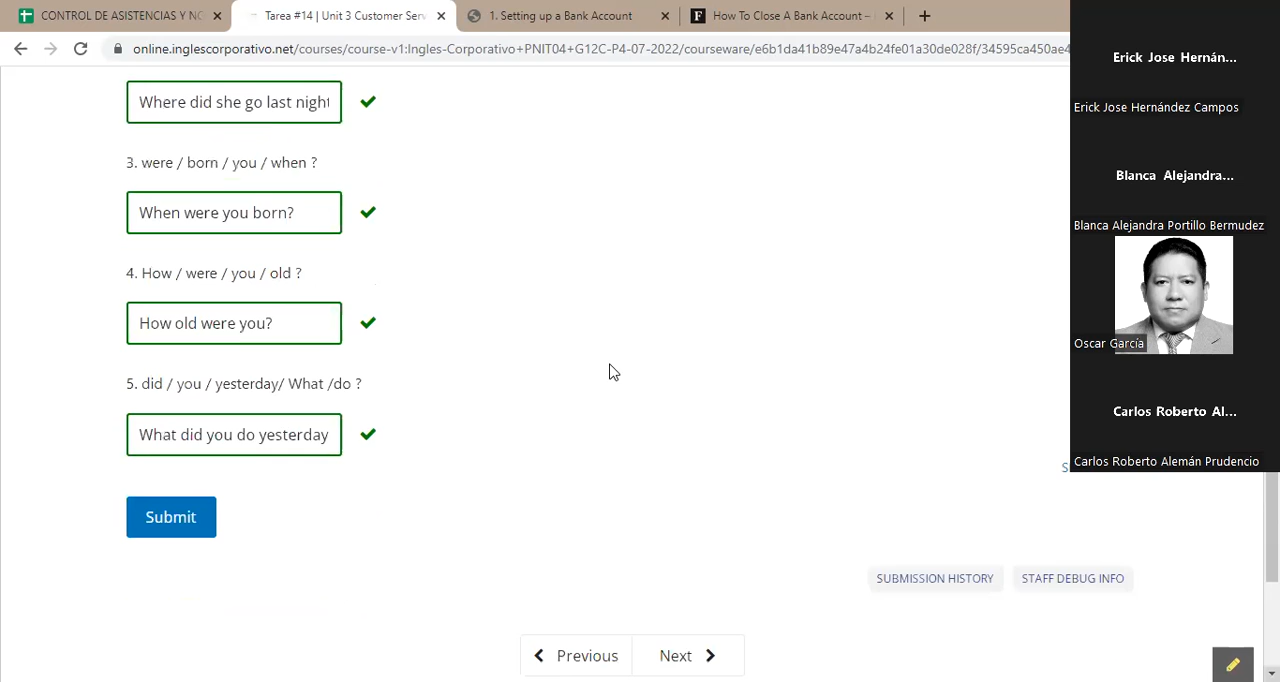 CONTROL DE ASISTENCIAS Y NO
Tarea #14 | Unit 3 Customer Serv
1. Setting up a Bank Account
How To Close A Bank Account –
online.inglescorporativo.net/courses/course-v1:Ingles-Corporativo+PNIT04+G12C-P4-07-2022/courseware/e6b1da41b89e47a4b24fe01a30de028f/34595ca450ae4
Where did she go last night
3. were / born / you / when ?
When were you born?
4. How / were / you / old ?
How old were you?
5. did / you / yesterday/ What /do ?
What did you do yesterday
Submit
SUBMISSION HISTORY
STAFF DEBUG INFO
Previous
Next
Erick Jose Hernán...
Erick Jose Hernández Campos
Blanca Alejandra...
Blanca Alejandra Portillo Bermudez
Oscar García
Carlos Roberto Al...
Carlos Roberto Alemán Prudencio